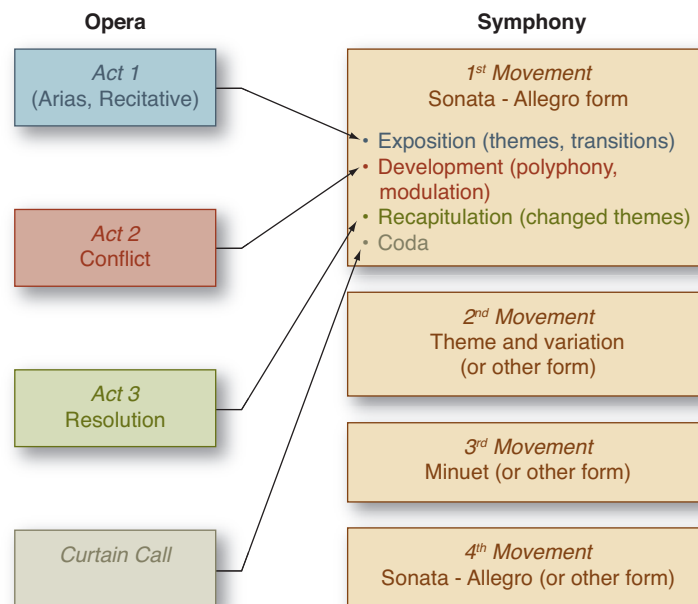 Opera
Act 1
(Arias, Recitative)
Act 2
Conflict
Act 3
Resolution
Curtain Call
Symphony
1st Movement
Sonata - Allegro form
• Exposition (themes, transitions)
• Development (polyphony,
modulation)
• Recapitulation (changed themes)
• Coda
2nd Movement
Theme and variation
(or other form)
3rd Movement
Minuet (or other form)
4th Movement
Sonata - Allegro (or other form)